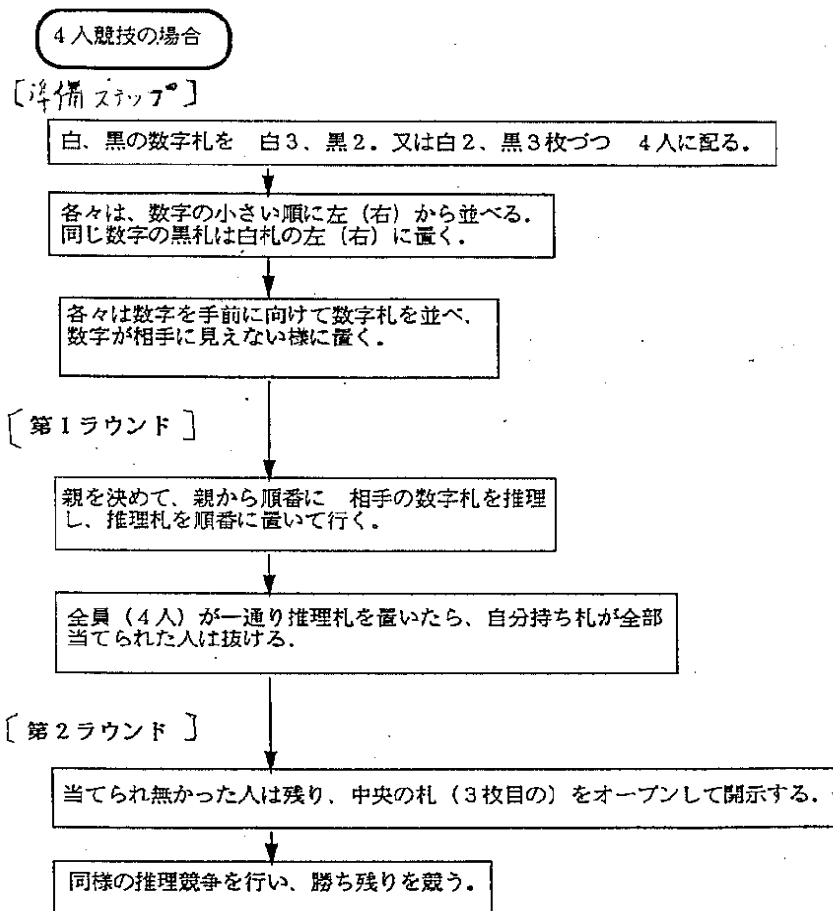 4人競技の場合
[準備ステップ]
白、黒の数字札を 白3、黒2。又は白2、黒3枚づつ 4人に配る。
各々は、数字の小さい順に左(右)から並べる.
同じ数字の黒札は白札の左(右)に置く。
各々は数字を手前に向けて数字札を並べ、
数字が相手に見えない様に置く。
[第1ラウンド]
親を決めて、親から順番に 相手の数字札を推理
し、推理札を順番に置いて行く。
全員(4人)が一通り推理札を置いたら、自分持ち札が全部
当てられた人は抜ける.
[第2ラウンド]
当てられ無かった人は残り、中央の札(3枚目の)をオープンして開示する.
同様の推理競争を行い、勝ち残りを競う。